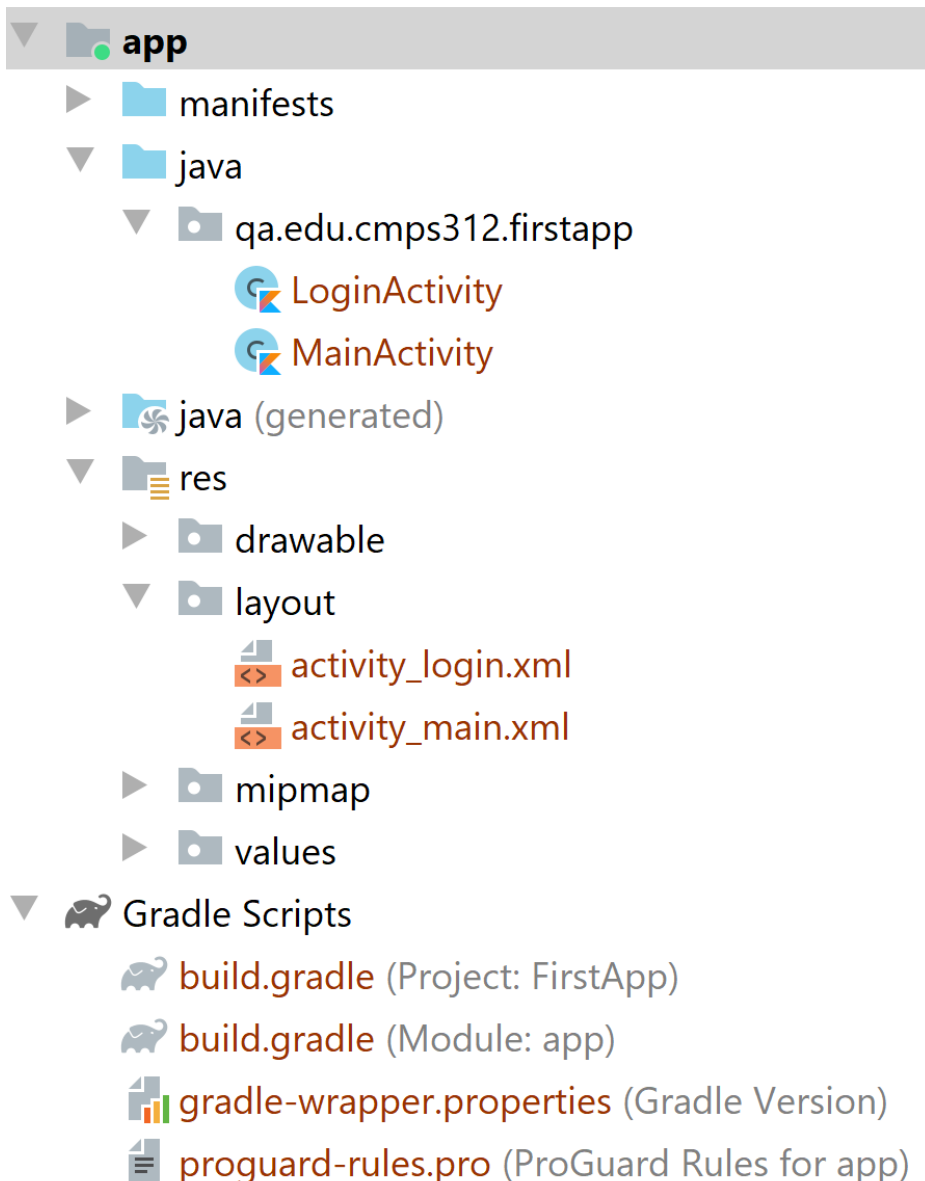 app
manifests
java
qa.edu.cmps312.firstapp
LoginActivity
MainActivity
java (generated)
res
drawable
layout
activity_login.xml
activity_main.xml
mipmap
values
Gradle Scripts
build.gradle (Project: FirstApp)
build.gradle (Module: app)
gradle-wrapper.properties (Gradle Version)
proguard-rules.pro (ProGuard Rules for app)